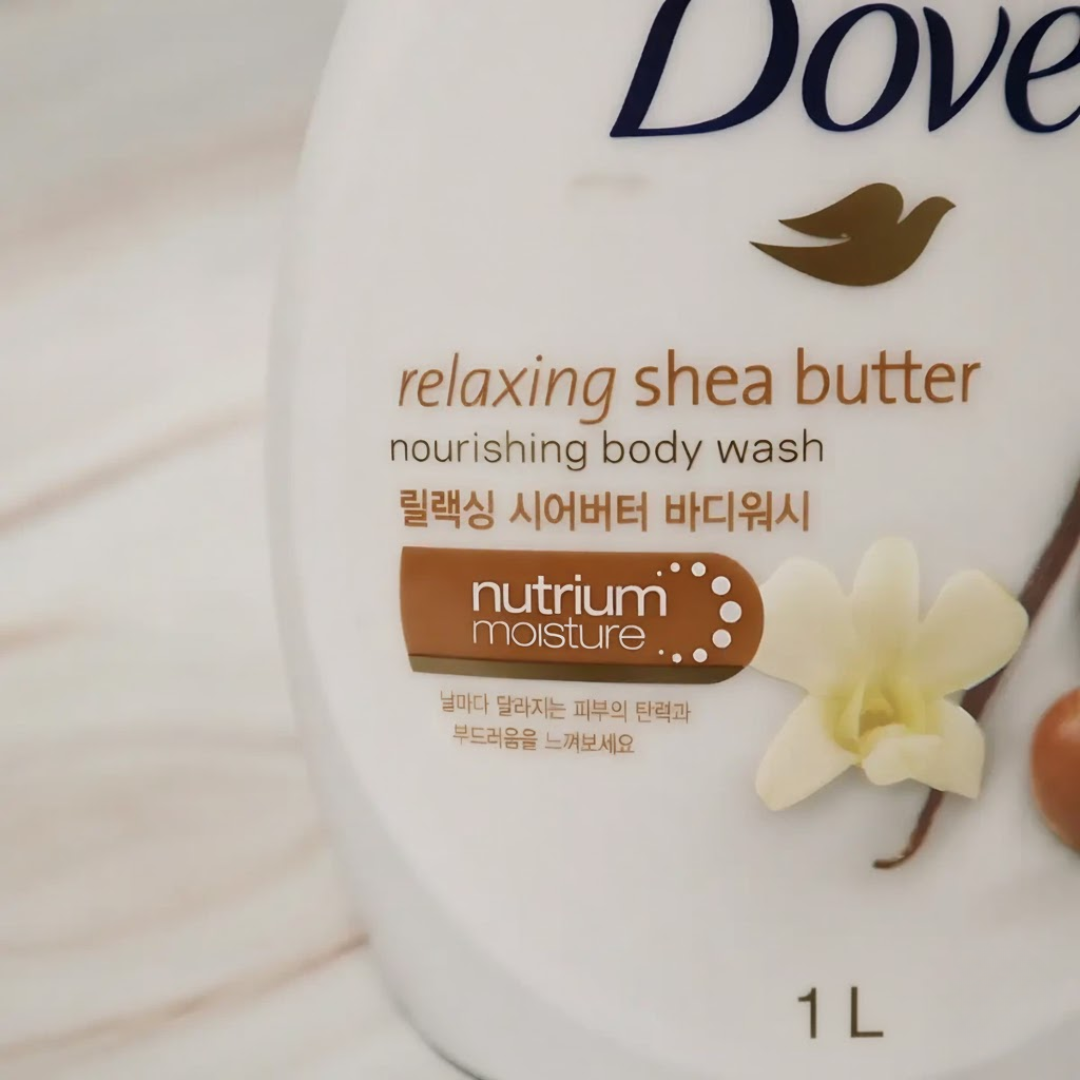 Dove
relaxing shea butter
nourishing body wash
릴랙싱 시어버터 바디워시
nutrium
moisture
날마다 달라지는 피부의 탄력과
부드러움을 느껴보세요
1 L